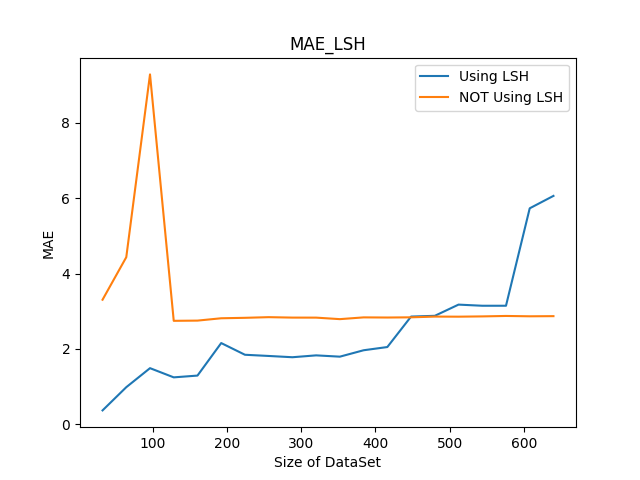 MAE_LSH
Using LSH
NOT Using LSH
MAE
8
6
4
2
0
100 200 300 400 500 600
Size of DataSet